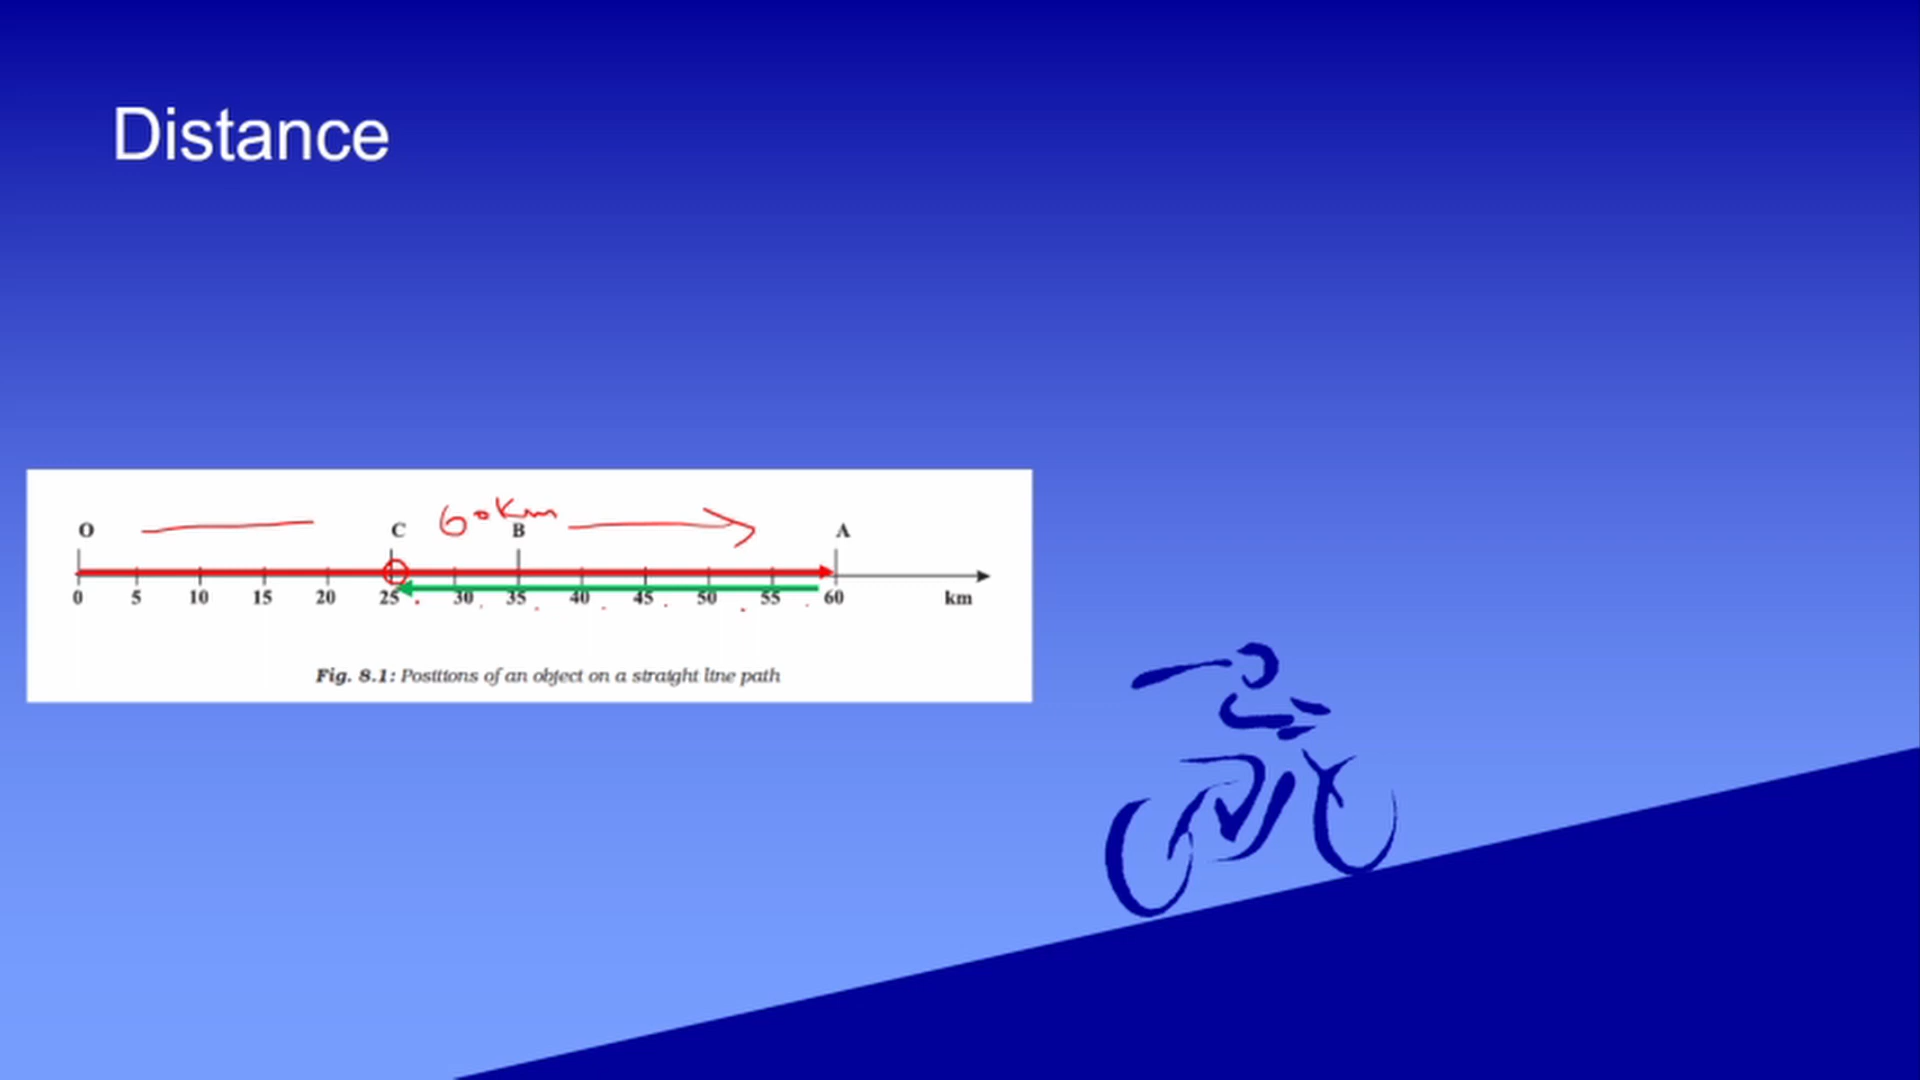 Distance
60Km
O C B A
0 5 10 15 20 25 30 35 40 45 50 55 60 km
Fig. 8.1: Positions of an object on a straight line path